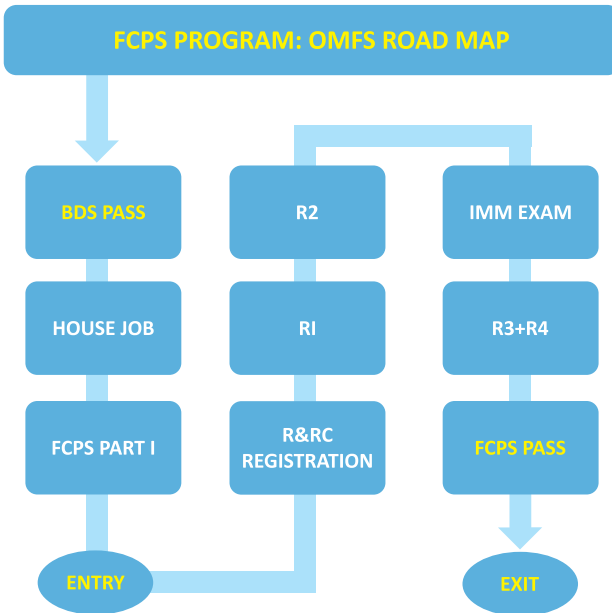 FCPS PROGRAM: OMFS ROAD MAP
BDS PASS
HOUSE JOB
FCPS PART I
ENTRY
R&RC
REGISTRATION
RI
R2
IMM EXAM
R3+R4
FCPS PASS
EXIT